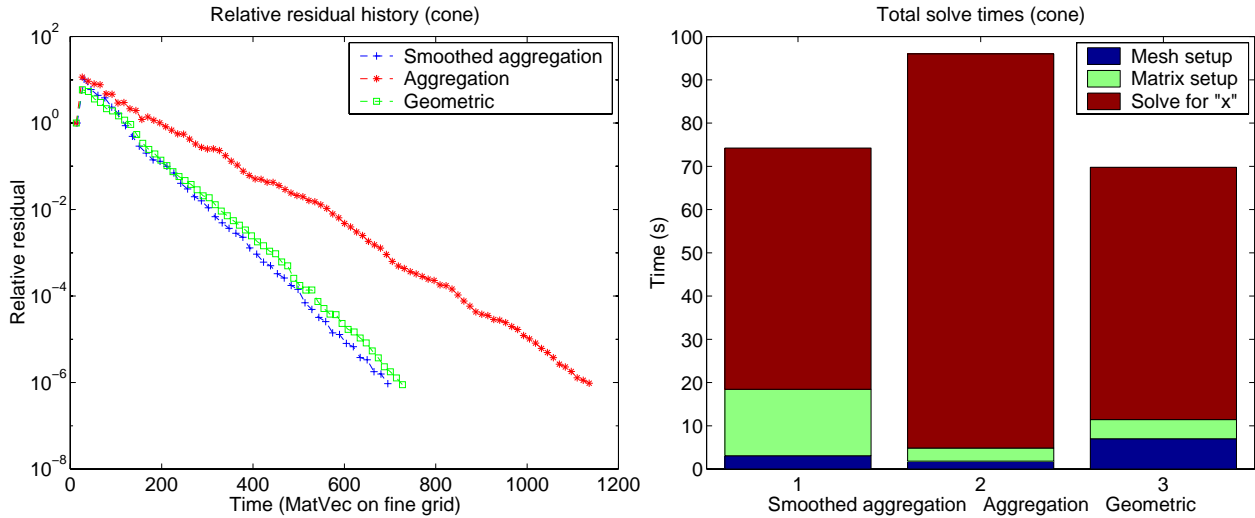 Relative residual history (cone)
10^2
10^0
10^-2
10^-4
10^-6
10^-8
Relative residual
Smoothed aggregation
Aggregation
Geometric
0 200 400 600 800 1000 1200
Time (MatVec on fine grid)
Total solve times (cone)
100
90
80
70
60
50
40
30
20
10
0
Time (s)
Mesh setup
Matrix setup
Solve for "x"
1 2 3
Smoothed aggregation Aggregation Geometric